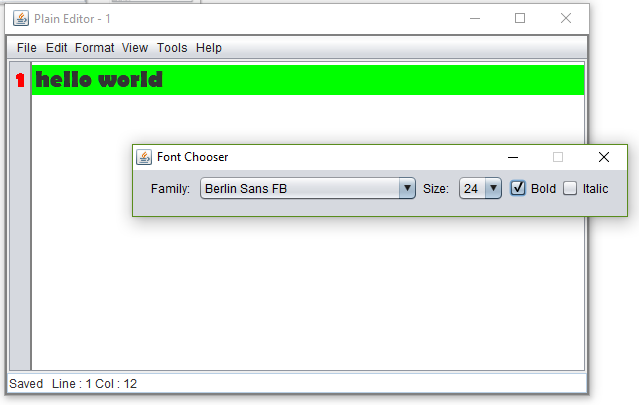 Plain Editor - 1
File Edit Format View Tools Help
1 hello world
Font Chooser
Family: Berlin Sans FB Size: 24 Bold Italic
Saved Line : 1 Col : 12